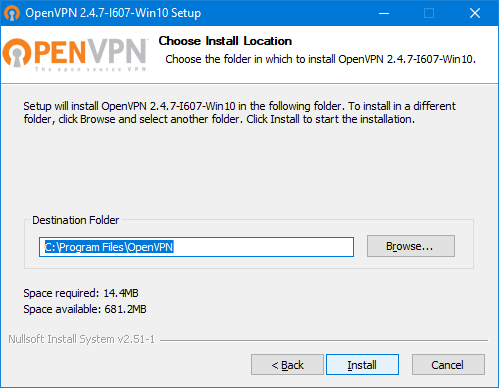 OpenVPN 2.4.7-I607-Win10 Setup
OPENVPN
The open source VPN
Choose Install Location
Choose the folder in which to install OpenVPN 2.4.7-I607-Win10.
Setup will install OpenVPN 2.4.7-I607-Win10 in the following folder. To install in a different
folder, click Browse and select another folder. Click Install to start the installation.
Destination Folder
C:\Program Files\OpenVPN
Browse...
Space required: 14.4MB
Space available: 681.2MB
Nullsoft Install System v2.51-1
< Back
Install
Cancel